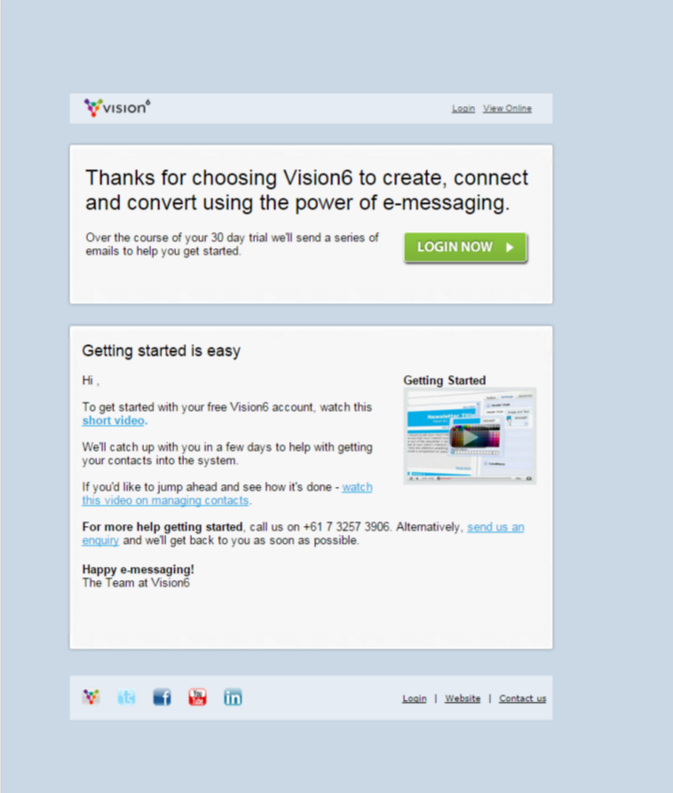 vision6
Login View Online
Thanks for choosing Vision6 to create, connect
and convert using the power of e-messaging.
Over the course of your 30 day trial we'll send a series of
emails to help you get started.
LOGIN NOW
Getting started is easy
Hi ,
To get started with your free Vision6 account, watch this
short video.
We'll catch up with you in a few days to help with getting
your contacts into the system.
If you'd like to jump ahead and see how it's done - watch
this video on managing contacts.
Getting Started
Newsletter Title
For more help getting started, call us on +61 7 3257 3906. Alternatively, send us an
enquiry and we'll get back to you as soon as possible.
Happy e-messaging!
The Team at Vision6
You
Tube
in
Login | Website | Contact us